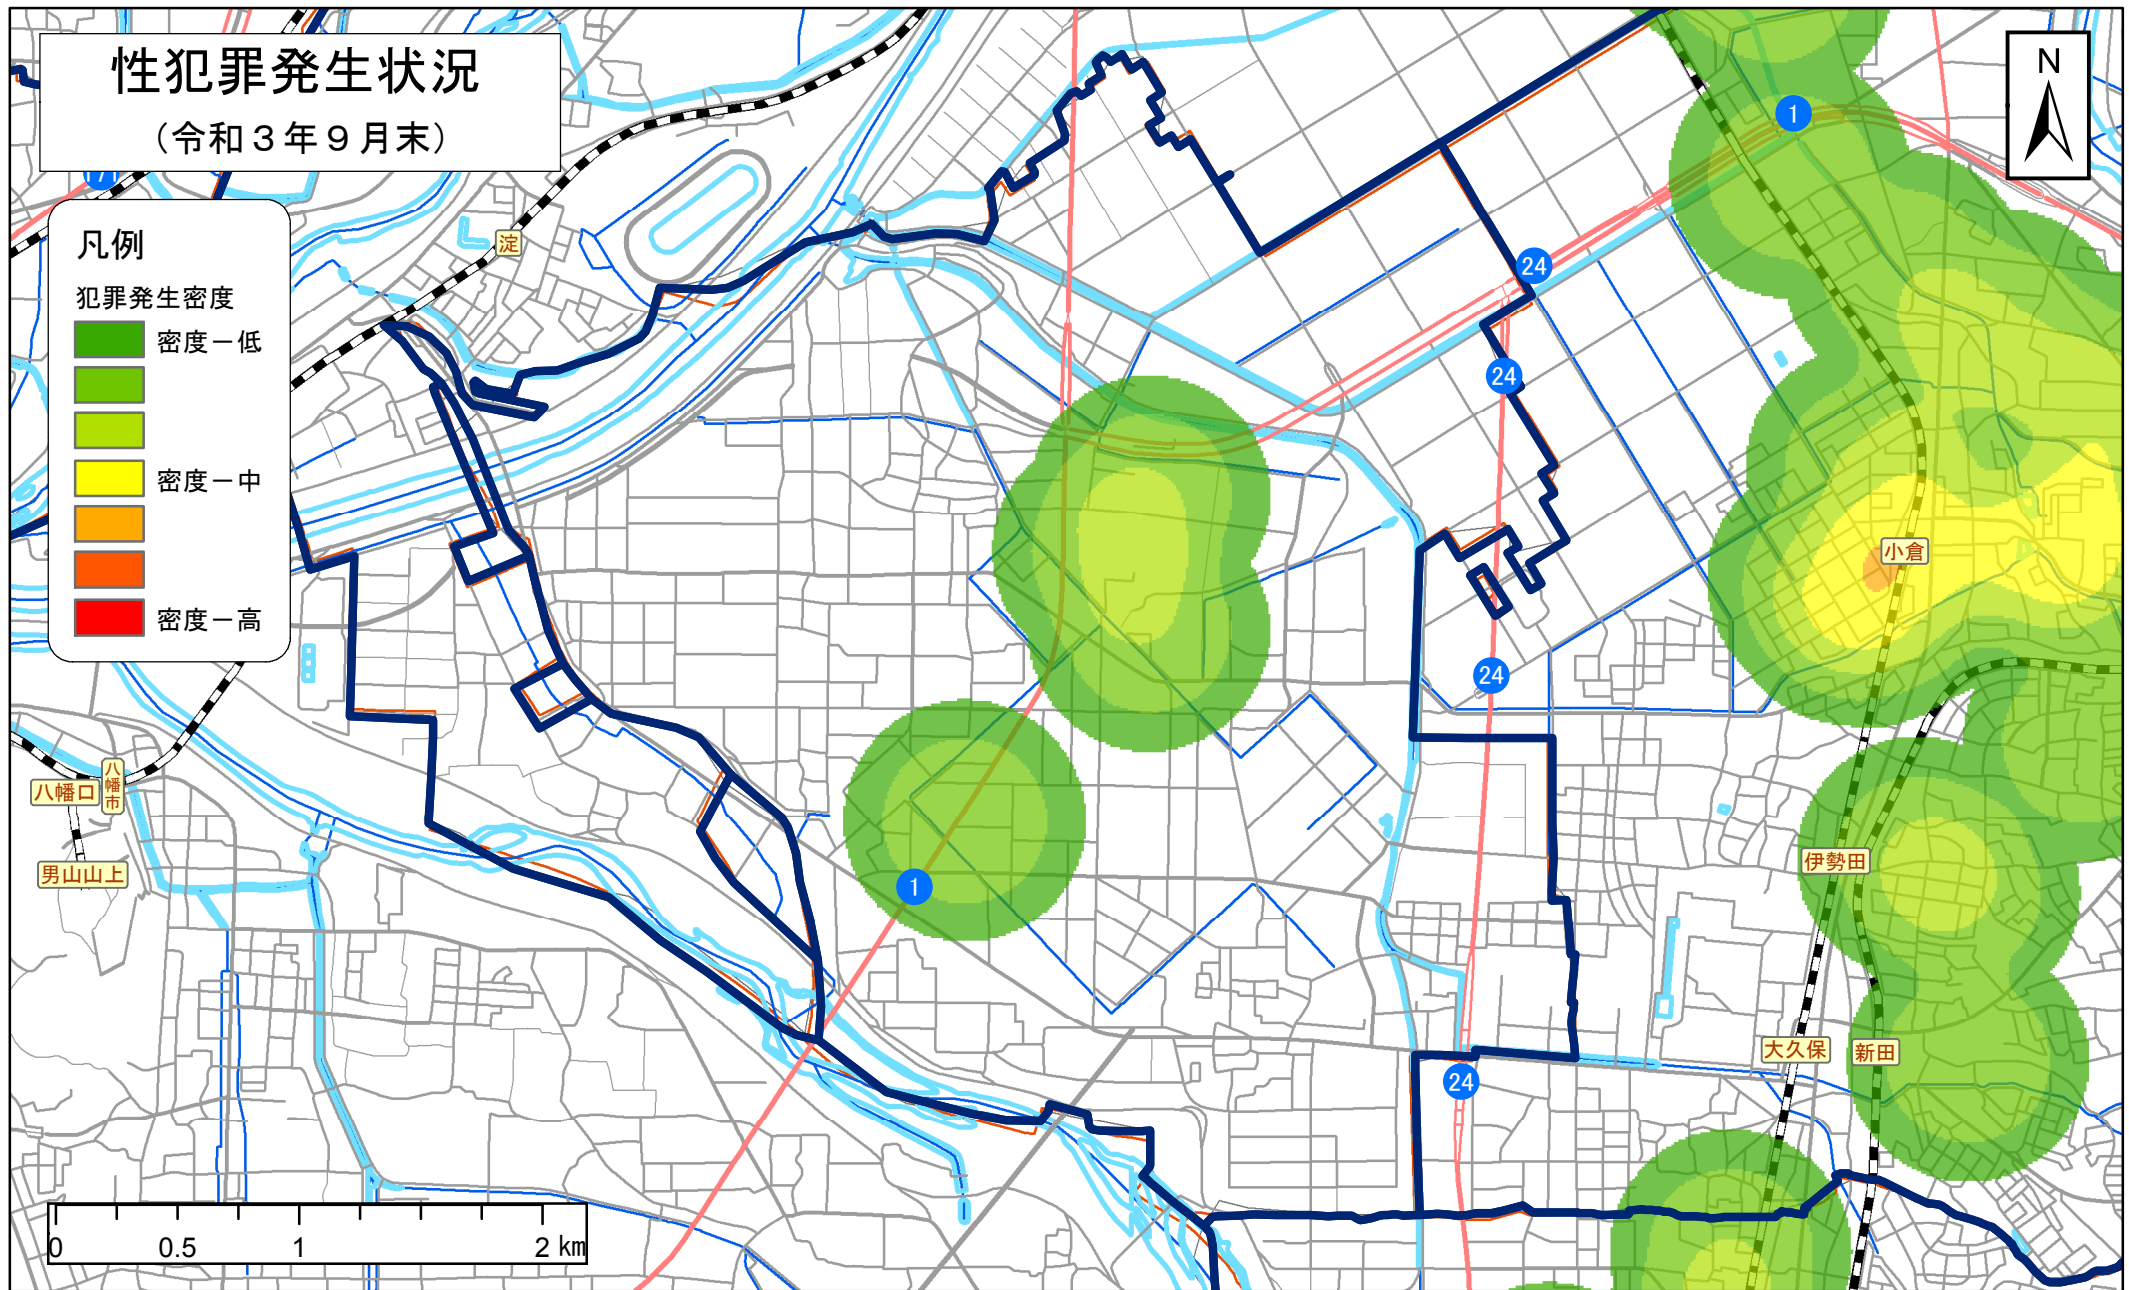 性犯罪発生状況
（令和３年９月末）
凡例
犯罪発生密度
密度－低
密度－中
密度－高
N
1
24
24
24
24
1
淀
小倉
八幡口
八幡市
男山山上
伊勢田
大久保
新田
0 0.5 1 2 km